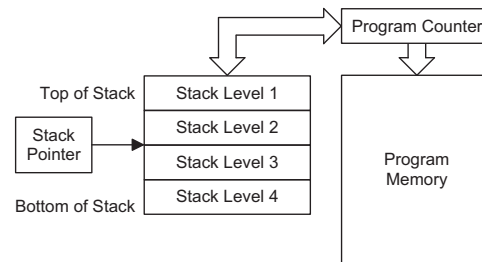 Program Counter
Top of Stack
Stack Level 1
Stack Level 2
Stack
Pointer
Stack Level 3
Program
Memory
Stack Level 4
Bottom of Stack